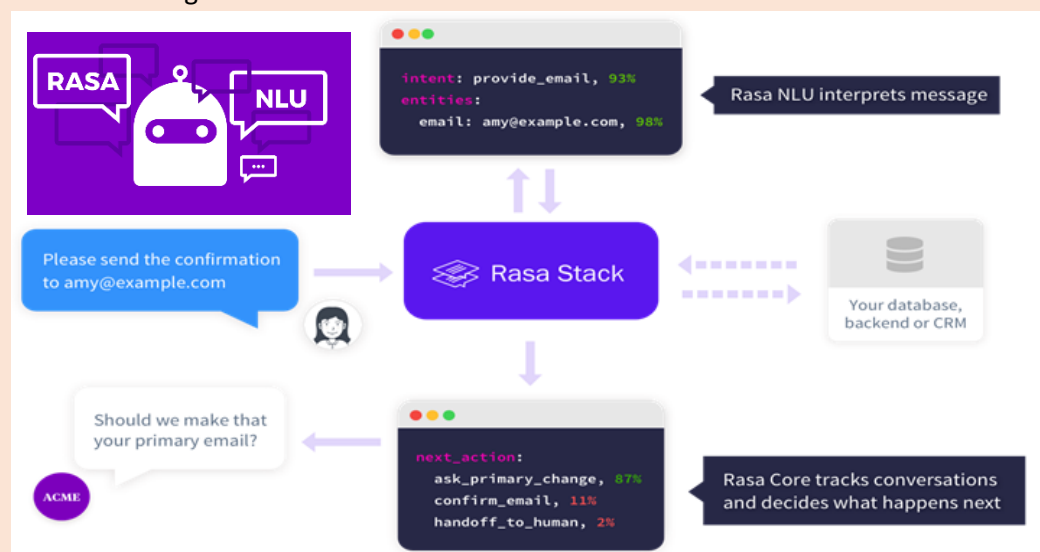 RASA
NLU
intent: provide_email, 93%
entities:
email: amy@example.com, 98%
Rasa NLU interprets message
Please send the confirmation
to amy@example.com
Rasa Stack
Your database,
backend or CRM
Should we make that
your primary email?
ACME
next_action:
ask_primary_change, 87%
confirm_email, 11%
handoff_to_human, 2%
Rasa Core tracks conversations
and decides what happens next